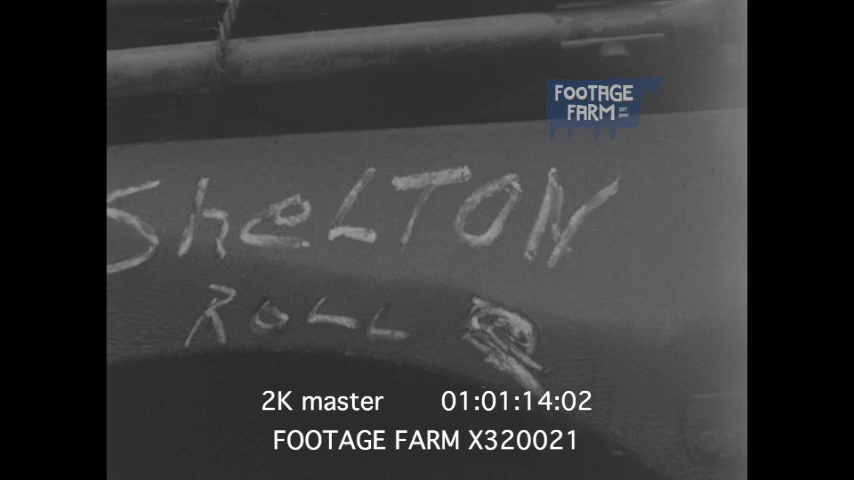 FOOTAGE
FARM
SheLTON
ROLL
2K master 01:01:14:02
FOOTAGE FARM X320021